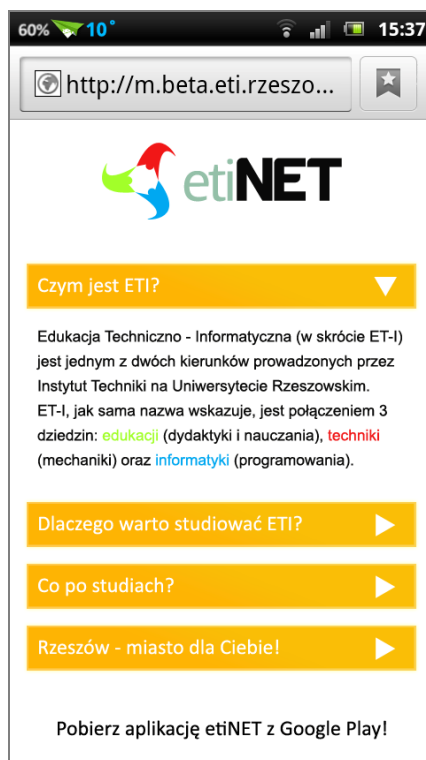 60% 10° 15:37
http://m.beta.eti.rzeszo...
etiNET
Czym jest ETI?
Edukacja Techniczno - Informatyczna (w skrócie ET-I)
jest jednym z dwóch kierunków prowadzonych przez
Instytut Techniki na Uniwersytecie Rzeszowskim.
ET-I, jak sama nazwa wskazuje, jest połączeniem 3
dziedzin: edukacji (dydaktyki i nauczania), techniki
(mechaniki) oraz informatyki (programowania).
Dlaczego warto studiować ETI?
Co po studiach?
Rzeszów - miasto dla Ciebie!
Pobierz aplikację etiNET z Google Play!